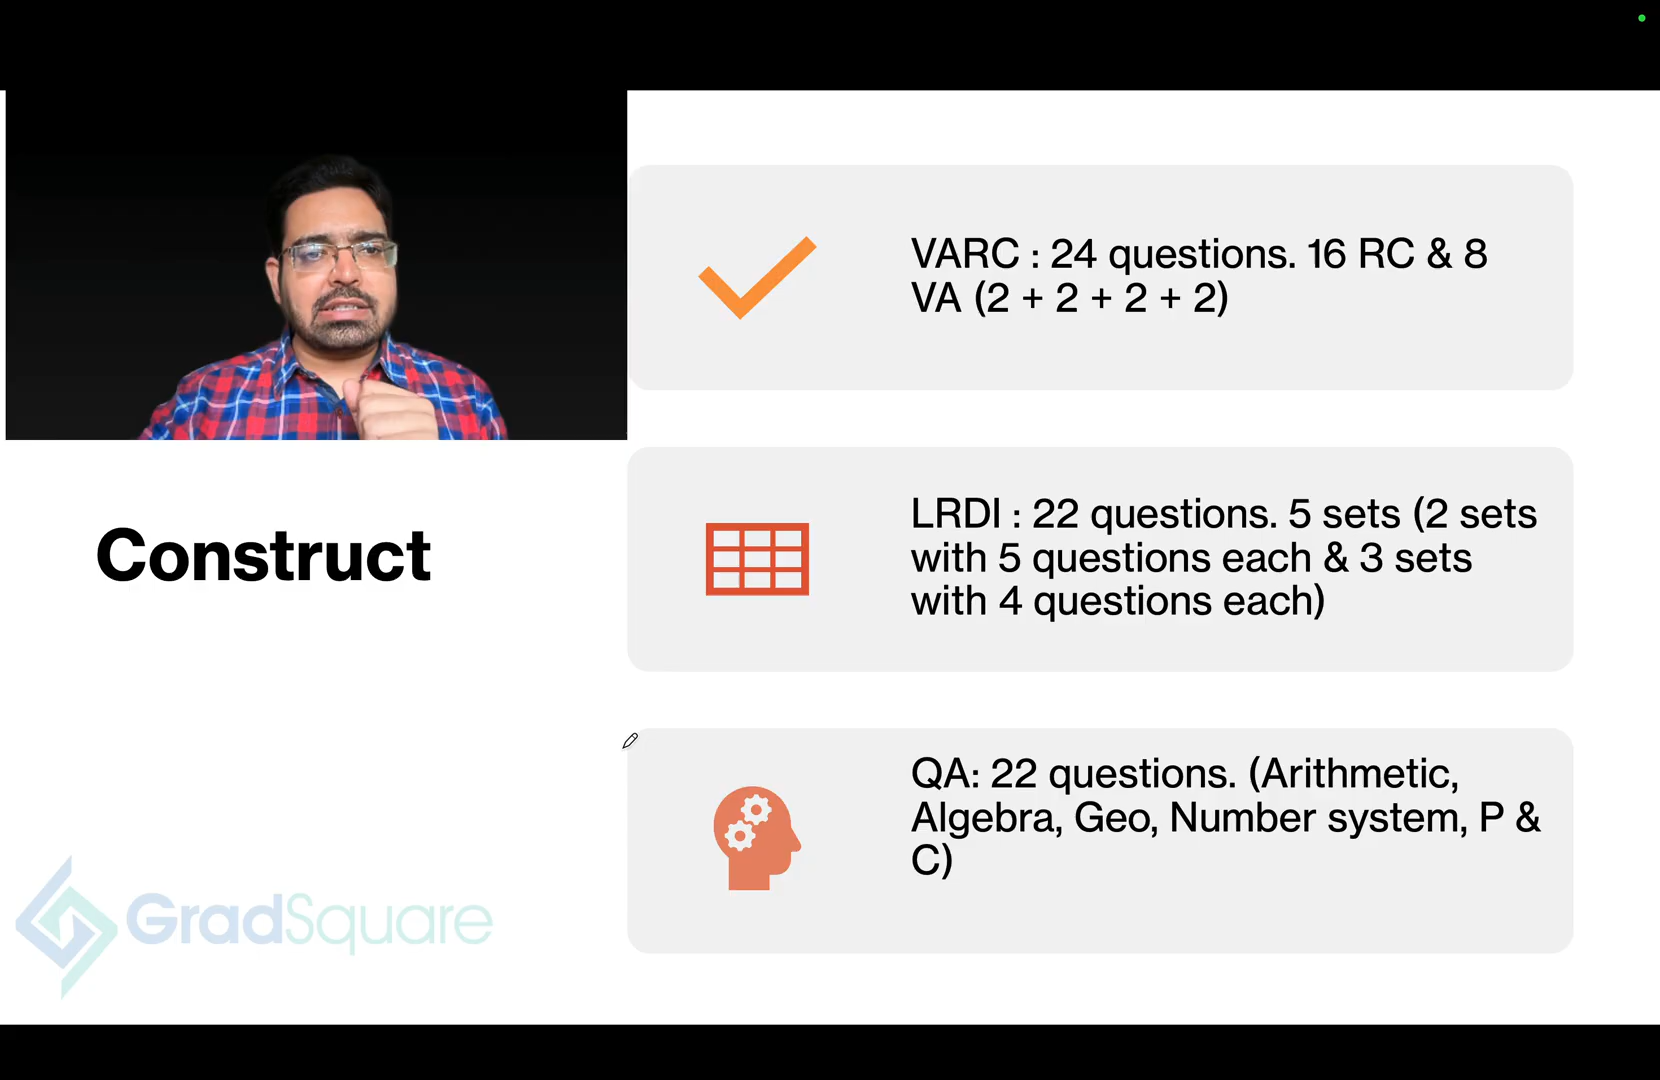 VARC : 24 questions. 16 RC & 8
VA (2 + 2 + 2 + 2)
Construct
LRDI : 22 questions. 5 sets (2 sets
with 5 questions each & 3 sets
with 4 questions each)
QA: 22 questions. (Arithmetic,
Algebra, Geo, Number system, P &
C)
GradSquare